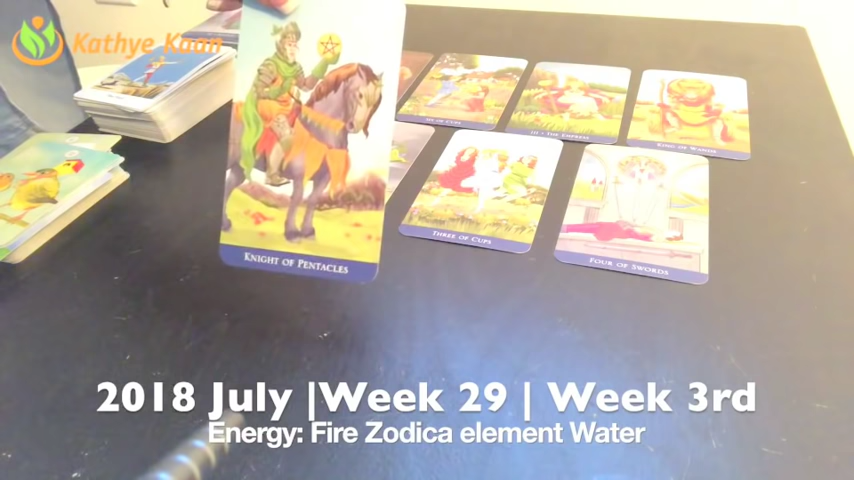 Kathye Kaan
III • THE EMPRESS
KING OF WANDS
THREE OF CUPS
FOUR OF SWORDS
KNIGHT OF PENTACLES
2018 July |Week 29 | Week 3rd
Energy: Fire Zodica element Water